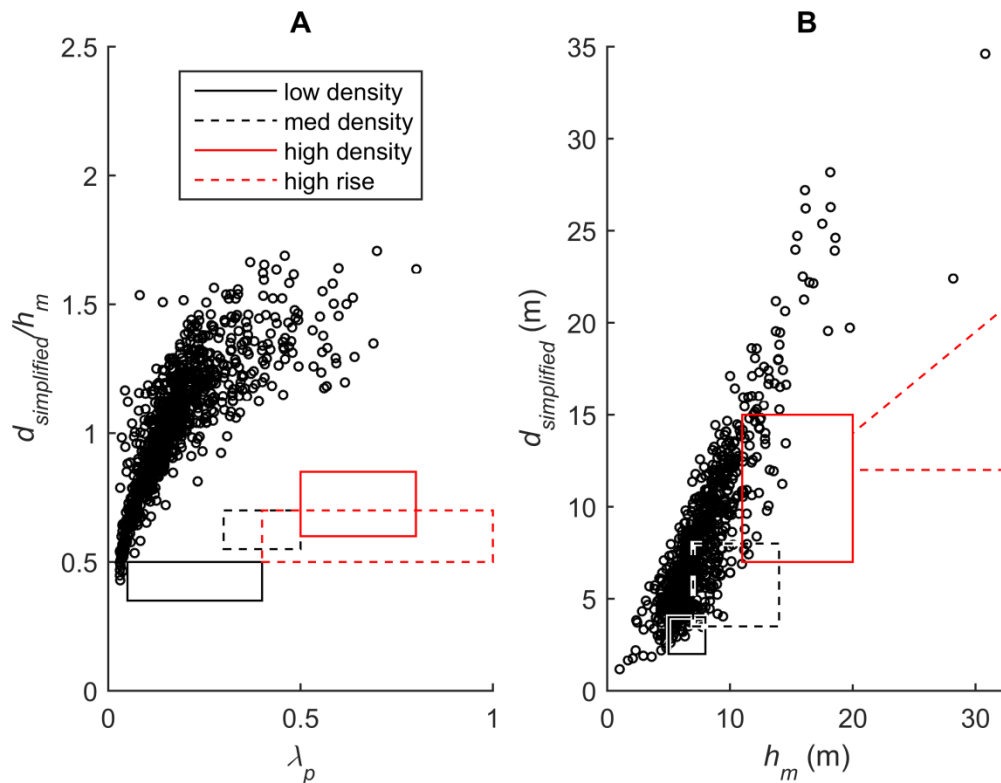 A
2.5
2
1.5
1
0.5
0
d_simplified/h_m
low density
med density
high density
high rise
0
0.5
1
λ_p
B
35
30
25
20
15
10
5
0
d_simplified (m)
0
10
20
30
h_m (m)